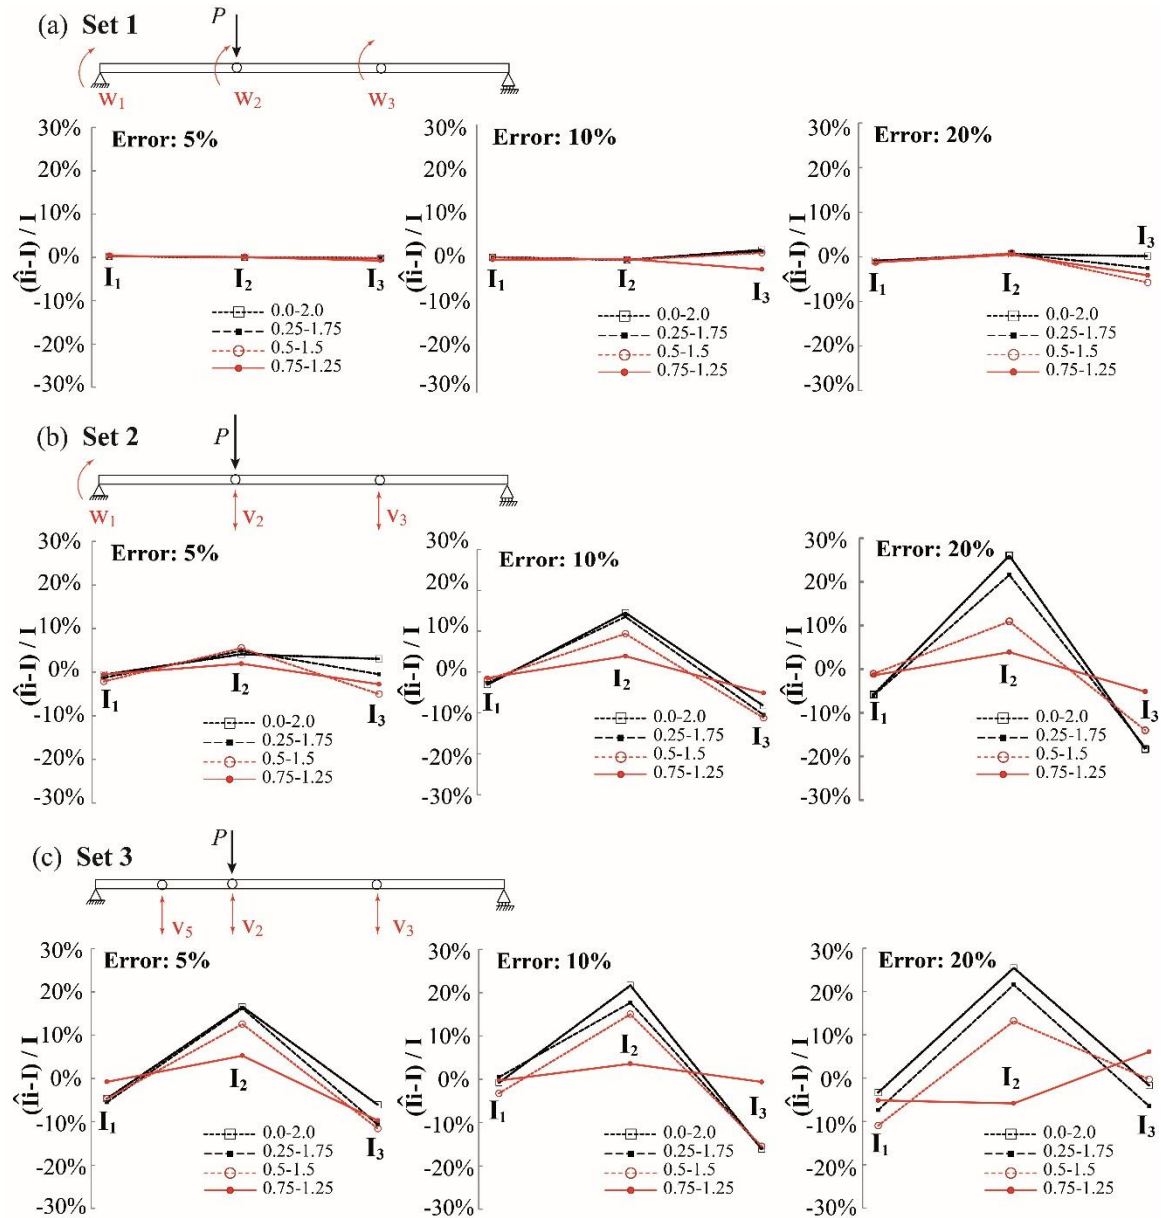 (a) Set 1
P
w1
w2
w3
Error: 5%
30%
20%
10%
0%
-10%
-20%
-30%
(Îi-I) / I
I1
I2
I3
0.0-2.0
0.25-1.75
0.5-1.5
0.75-1.25
Error: 10%
30%
20%
10%
0%
-10%
-20%
-30%
(Îi-I) / I
I1
I2
I3
0.0-2.0
0.25-1.75
0.5-1.5
0.75-1.25
Error: 20%
30%
20%
10%
0%
-10%
-20%
-30%
(Îi-I) / I
I1
I2
I3
0.0-2.0
0.25-1.75
0.5-1.5
0.75-1.25
(b) Set 2
P
w1
v2
v3
Error: 5%
30%
20%
10%
0%
-10%
-20%
-30%
(Îi-I) / I
I1
I2
I3
0.0-2.0
0.25-1.75
0.5-1.5
0.75-1.25
Error: 10%
30%
20%
10%
0%
-10%
-20%
-30%
(Îi-I) / I
I1
I2
I3
0.0-2.0
0.25-1.75
0.5-1.5
0.75-1.25
Error: 20%
30%
20%
10%
0%
-10%
-20%
-30%
(Îi-I) / I
I1
I2
I3
0.0-2.0
0.25-1.75
0.5-1.5
0.75-1.25
(c) Set 3
P
v5
v2
v3
Error: 5%
30%
20%
10%
0%
-10%
-20%
-30%
(Îi-I) / I
I1
I2
I3
0.0-2.0
0.25-1.75
0.5-1.5
0.75-1.25
Error: 10%
30%
20%
10%
0%
-10%
-20%
-30%
(Îi-I) / I
I1
I2
I3
0.0-2.0
0.25-1.75
0.5-1.5
0.75-1.25
Error: 20%
30%
20%
10%
0%
-10%
-20%
-30%
(Îi-I) / I
I1
I2
I3
0.0-2.0
0.25-1.75
0.5-1.5
0.75-1.25